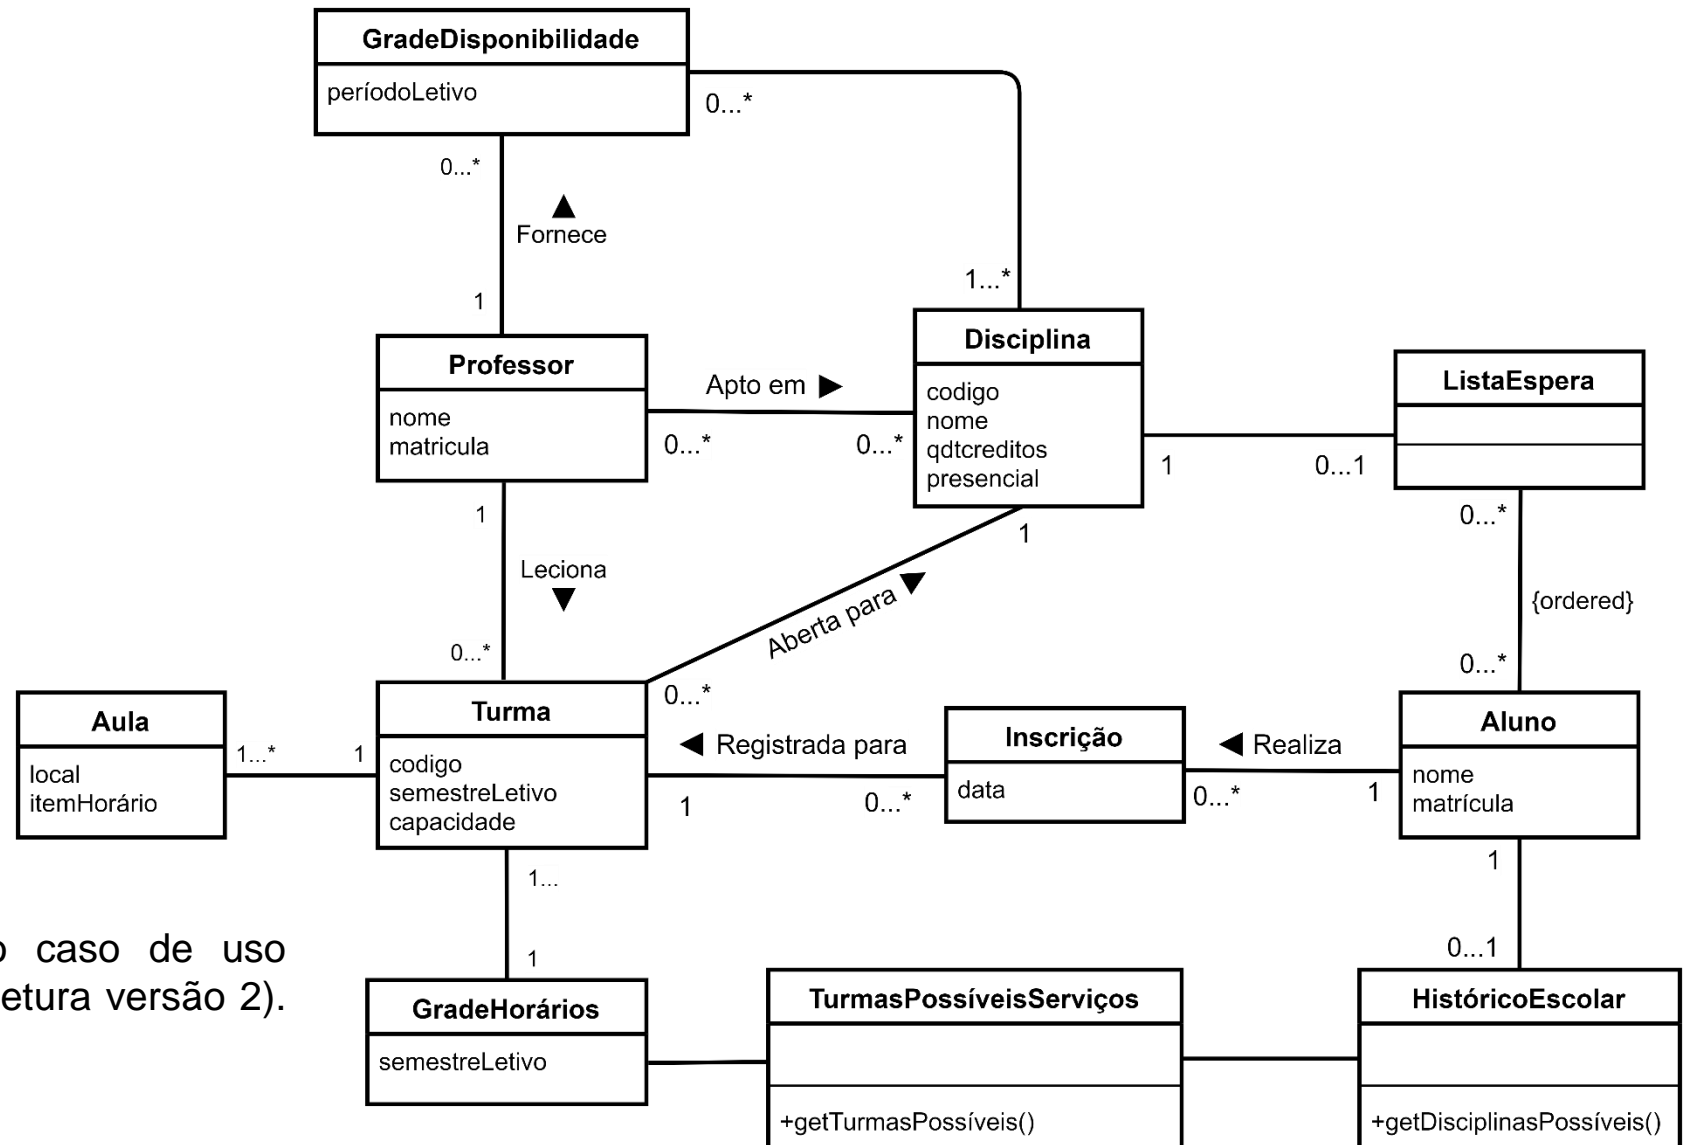 GradeDisponibilidade
períodoLetivo
0...*
0...*
▲
Fornece
1
1...*
Professor
nome
matricula
Apto em ▶
0...*
0...*
Disciplina
codigo
nome
qdtcreditos
presencial
ListaEspera
1
0...1
1
Leciona
▼
0...*
1
Aberta para ▶
0...*
0...*
{ordered}
0...*
Aula
local
itemHorário
1...*
1
Turma
codigo
semestreLetivo
capacidade
◀ Registrada para
1
0...*
Inscrição
data
◀ Realiza
0...*
1
Aluno
nome
matrícula
1...
1
1
0...1
o caso de uso
etura versão 2).
GradeHorários
semestreLetivo
TurmasPossíveisServiços
+getTurmasPossíveis()
HistóricoEscolar
+getDisciplinasPossíveis()